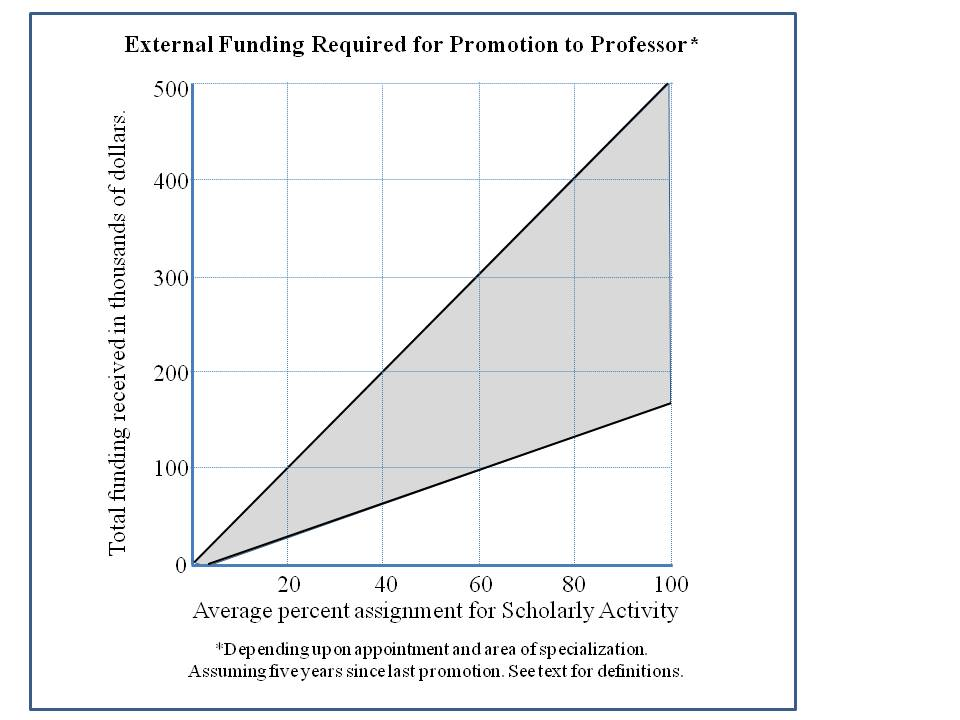 External Funding Required for Promotion to Professor*
Total funding received in thousands of dollars.
500
400
300
200
100
0
20 40 60 80 100
Average percent assignment for Scholarly Activity
*Depending upon appointment and area of specialization.
Assuming five years since last promotion. See text for definitions.